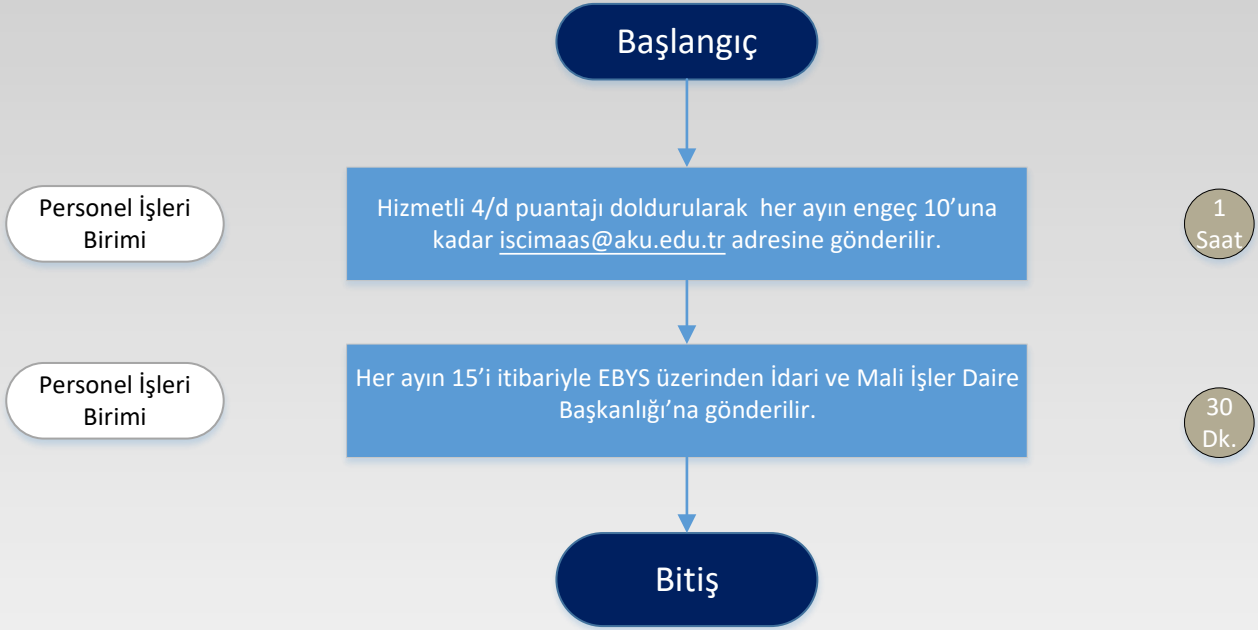 Başlangıç
Personel İşleri
Birimi
Hizmetli 4/d puantajı doldurularak  her ayın engeç 10’una
kadar iscimaas@aku.edu.tr adresine gönderilir.
1
Saat
Personel İşleri
Birimi
Her ayın 15’i itibariyle EBYS üzerinden İdari ve Mali İşler Daire
Başkanlığı’na gönderilir.
30
Dk.
Bitiş